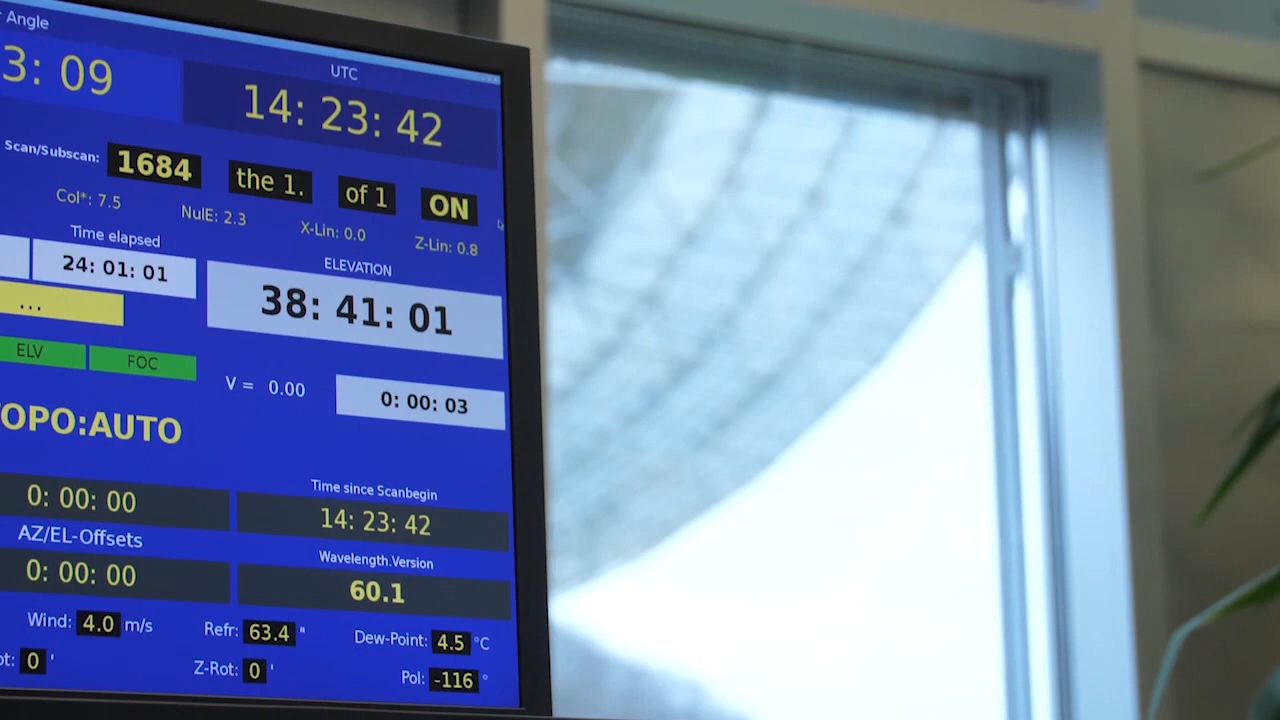 Angle
3: 09
UTC
14: 23: 42
Scan/Subscan: 1684 the 1. of 1 ON
Col*: 7.5 NulE: 2.3 X-Lin: 0.0 Z-Lin: 0.8
Time elapsed
24: 01: 01
ELEVATION
38: 41: 01
...
ELV FOC
V = 0.00 0: 00: 03
OPO:AUTO
0: 00: 00
Time since Scanbegin
14: 23: 42
AZ/EL-Offsets
0: 00: 00
Wavelength.Version
60.1
Wind: 4.0 m/s Refr: 63.4 " Dew-Point: 4.5 °C
ot: 0 ' Z-Rot: 0 ' Pol: -116 °